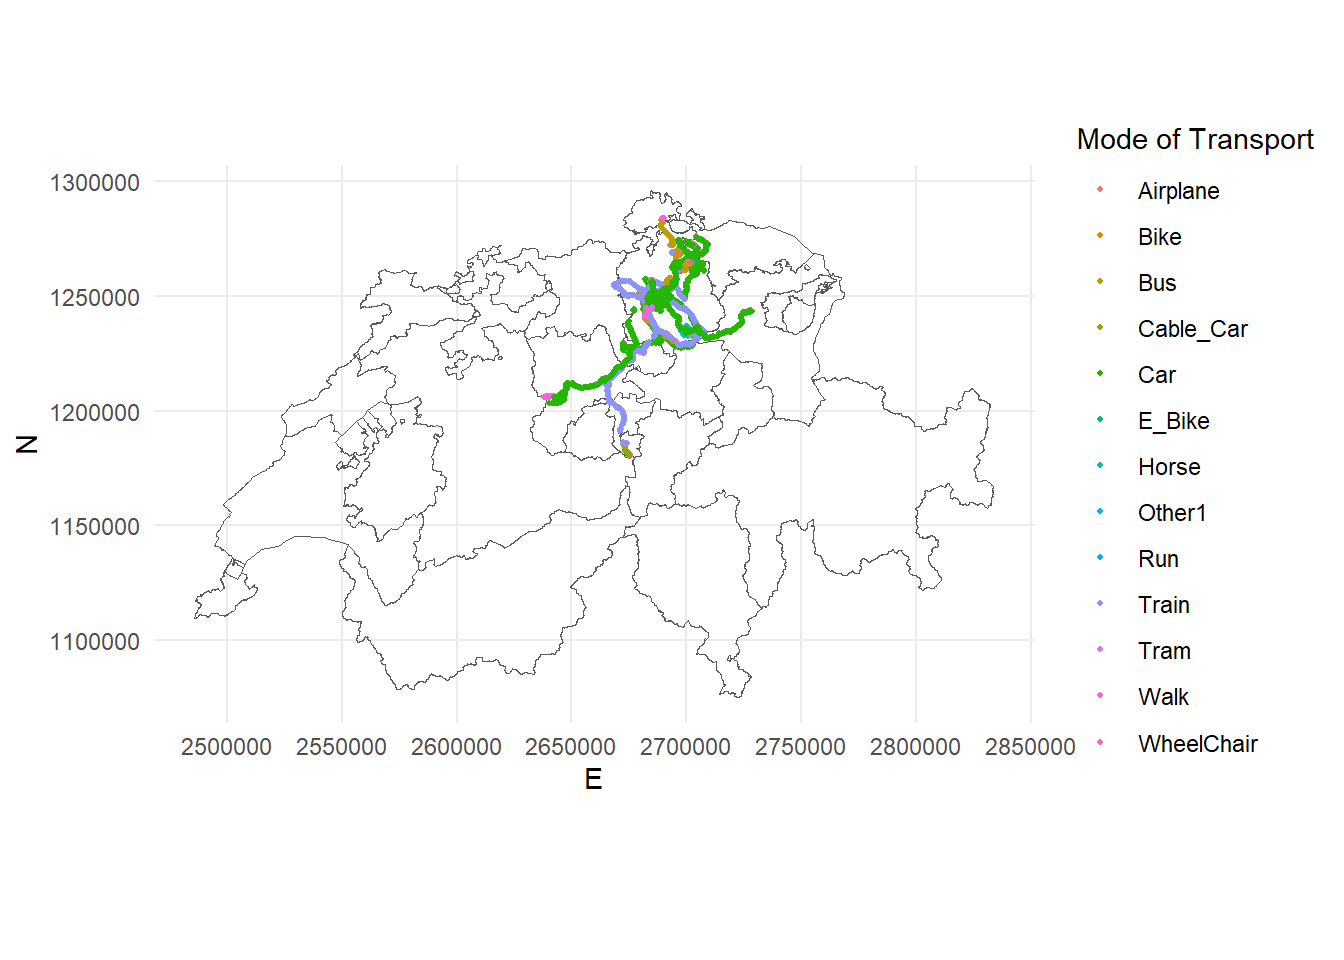 Mode of Transport
Airplane
Bike
Bus
Cable_Car
Car
E_Bike
Horse
Other1
Run
Train
Tram
Walk
WheelChair
1300000
1250000
1200000
1150000
1100000
N
2500000 2550000 2600000 2650000 2700000 2750000 2800000 2850000
E